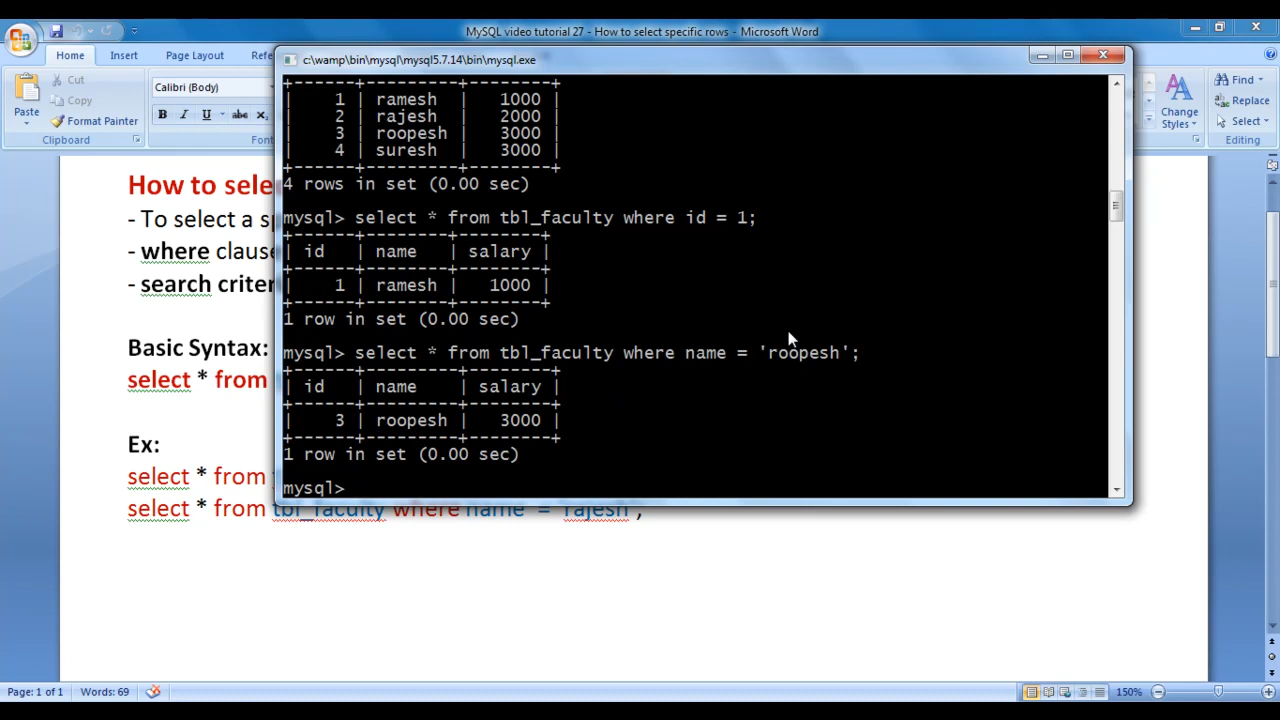 MySQL video tutorial 27 - How to select specific rows - Microsoft Word
Home Insert Page Layout Refe
Paste
Cut
Copy
Format Painter
Clipboard
Calibri (Body)
B I U abc x
Font
Change
Styles
Find
Replace
Select
Editing
c:\wamp\bin\mysql\mysql5.7.14\bin\mysql.exe
+------+---------+--------+
| 1 | ramesh | 1000 |
| 2 | rajesh | 2000 |
| 3 | roopesh | 3000 |
| 4 | suresh | 3000 |
+------+---------+--------+
4 rows in set (0.00 sec)
mysql> select * from tbl_faculty where id = 1;
+------+--------+--------+
| id | name | salary |
+------+--------+--------+
| 1 | ramesh | 1000 |
+------+--------+--------+
1 row in set (0.00 sec)
mysql> select * from tbl_faculty where name = 'roopesh';
+------+---------+--------+
| id | name | salary |
+------+---------+--------+
| 3 | roopesh | 3000 |
+------+---------+--------+
1 row in set (0.00 sec)
mysql>
How to sele
- To select a sp
- where clause
- search criter
Basic Syntax:
select * from
Ex:
select * from
select * from tbl_faculty where name = 'rajesh';
Page: 1 of 1 Words: 69
150%